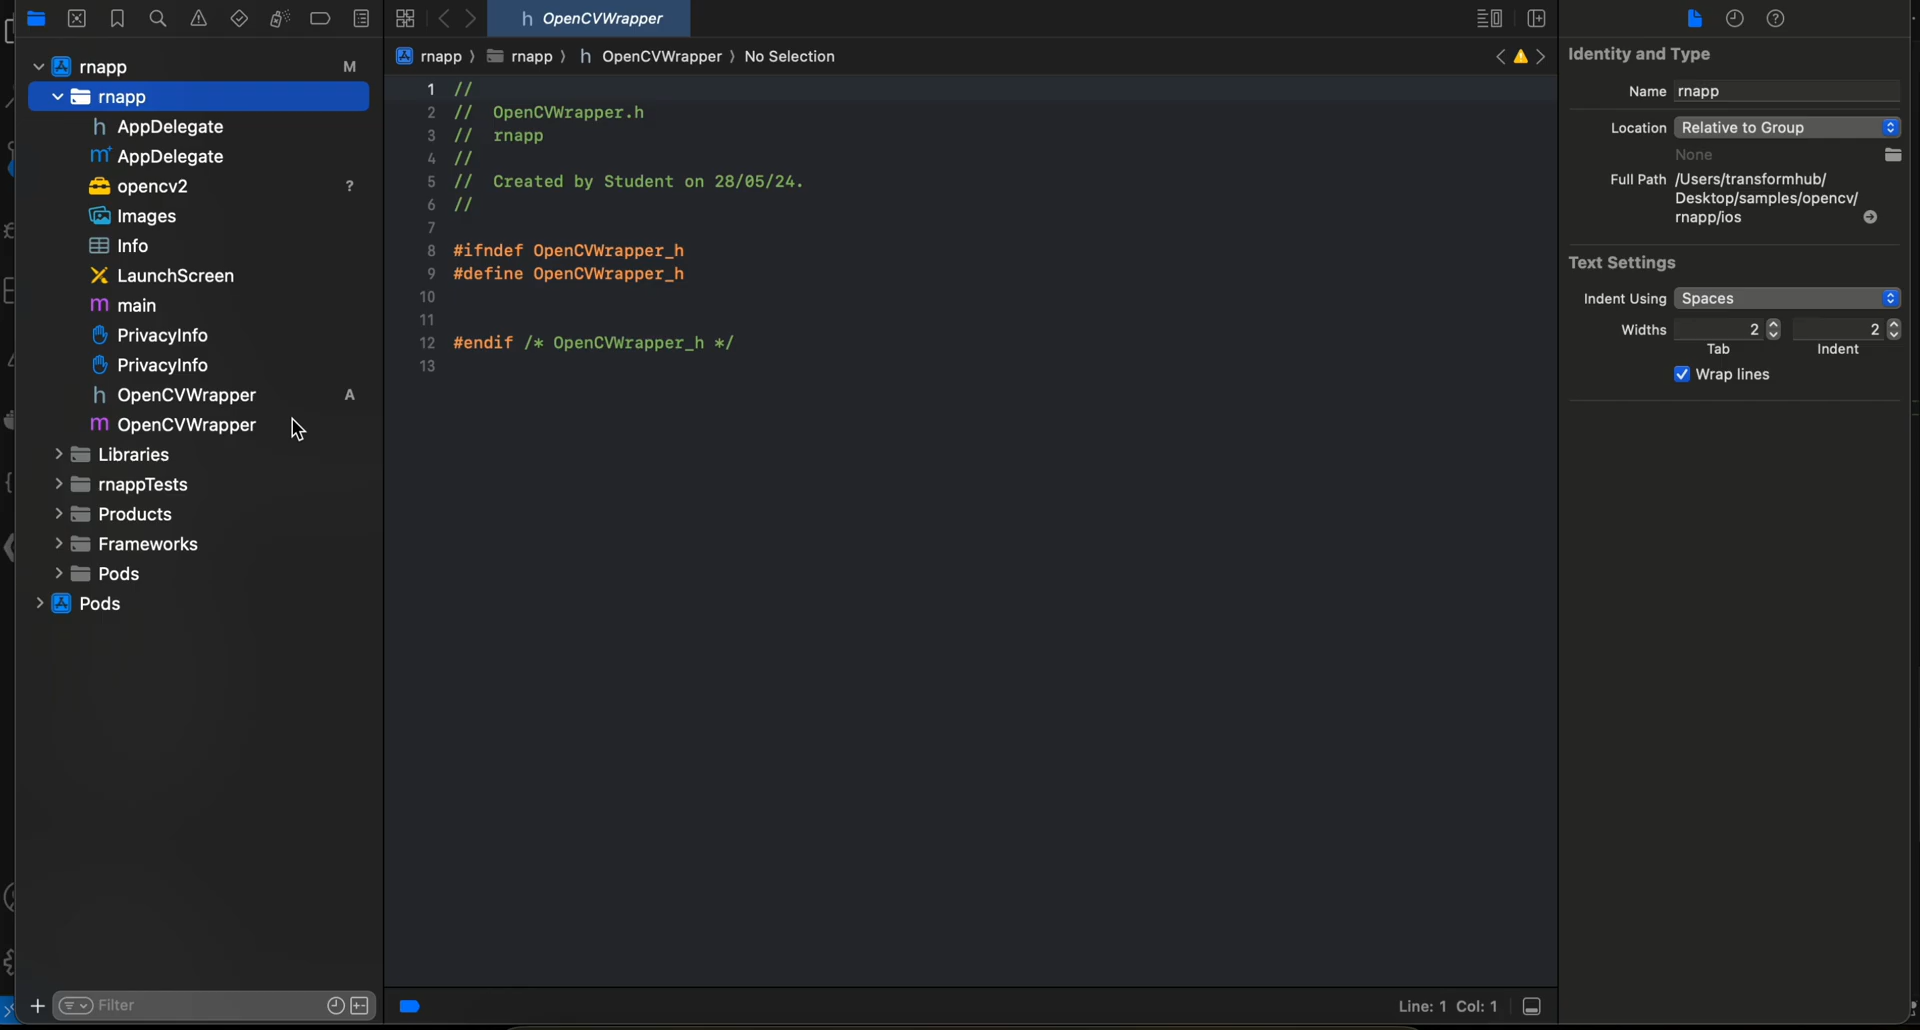 h OpenCVWrapper
rnapp M
rnapp
h AppDelegate
m+ AppDelegate
opencv2 ?
Images
Info
LaunchScreen
m main
PrivacyInfo
PrivacyInfo
h OpenCVWrapper A
m OpenCVWrapper
Libraries
rnappTests
Products
Frameworks
Pods
Pods
Filter
rnapp 〉 rnapp 〉 h OpenCVWrapper 〉 No Selection
1 //
2 //  OpenCVWrapper.h
3 //  rnapp
4 //
5 //  Created by Student on 28/05/24.
6 //
7
8 #ifndef OpenCVWrapper_h
9 #define OpenCVWrapper_h
10
11
12 #endif /* OpenCVWrapper_h */
13
Line: 1 Col: 1
Identity and Type
Name rnapp
Location Relative to Group
None
Full Path /Users/transformhub/
Desktop/samples/opencv/
rnapp/ios
Text Settings
Indent Using Spaces
Widths 2 2
Tab Indent
Wrap lines